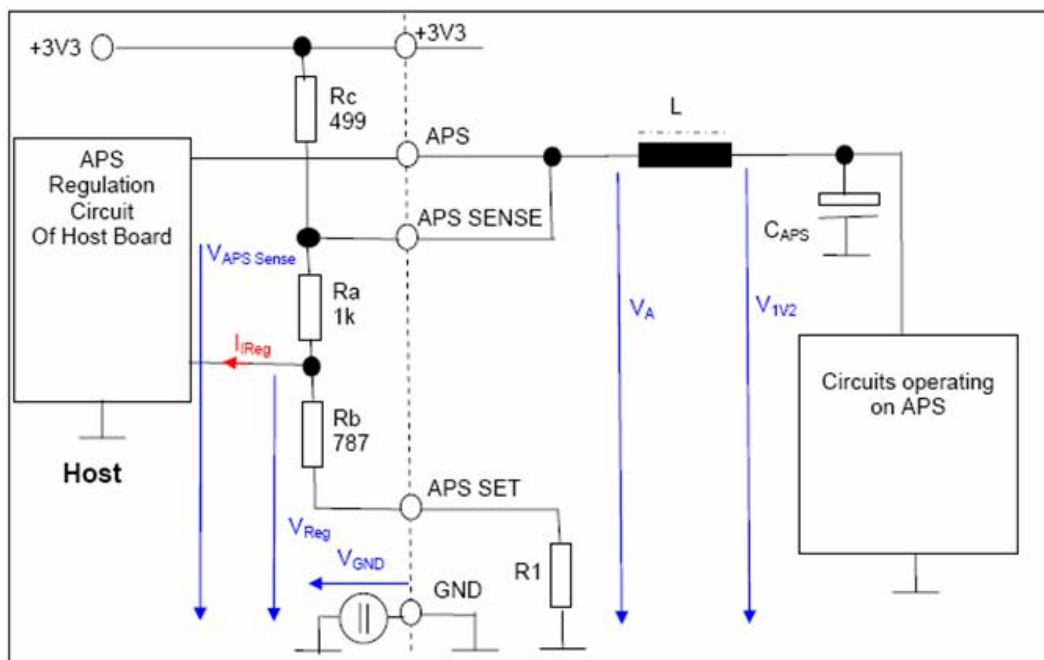 +3V3
+3V3
Rc
499
L
APS
APS
Regulation
Circuit
Of Host Board
APS SENSE
CAPS
VAPS Sense
Ra
1k
VA
V1V2
IIReg
Circuits operating
on APS
Rb
787
Host
APS SET
VReg
VGND
R1
GND